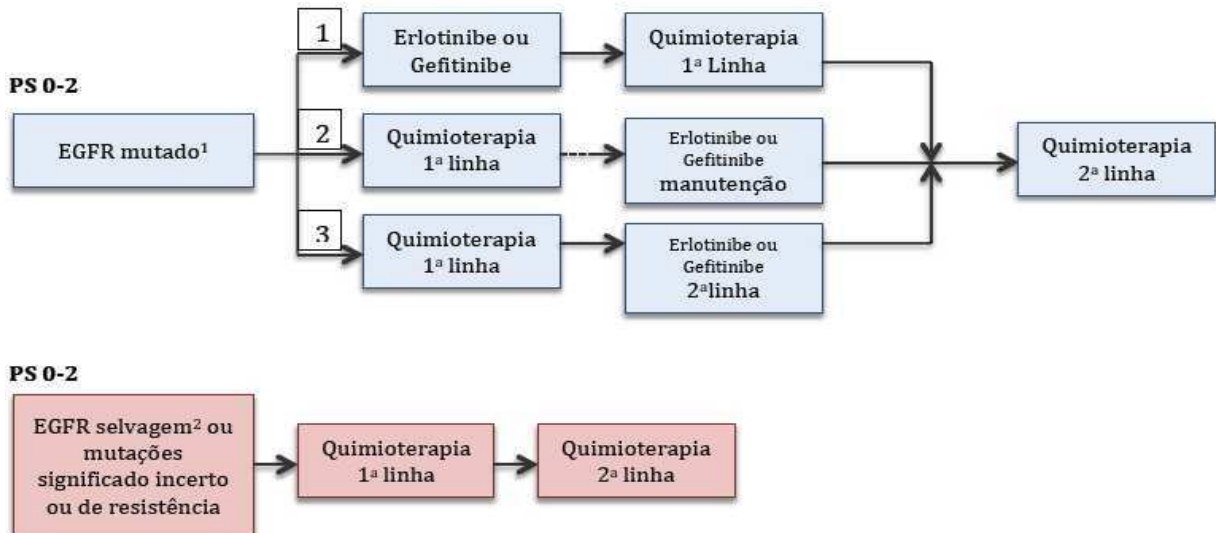 PS 0-2
EGFR mutado¹
1
Erlotinibe ou
Gefitinibe
Quimioterapia
1ª Linha
2
Quimioterapia
1ª linha
Erlotinibe ou
Gefitinibe
manutenção
3
Quimioterapia
1ª linha
Erlotinibe ou
Gefitinibe
2ªlinha
Quimioterapia
2ª linha
PS 0-2
EGFR selvagem² ou
mutações
significado incerto
ou de resistência
Quimioterapia
1ª linha
Quimioterapia
2ª linha